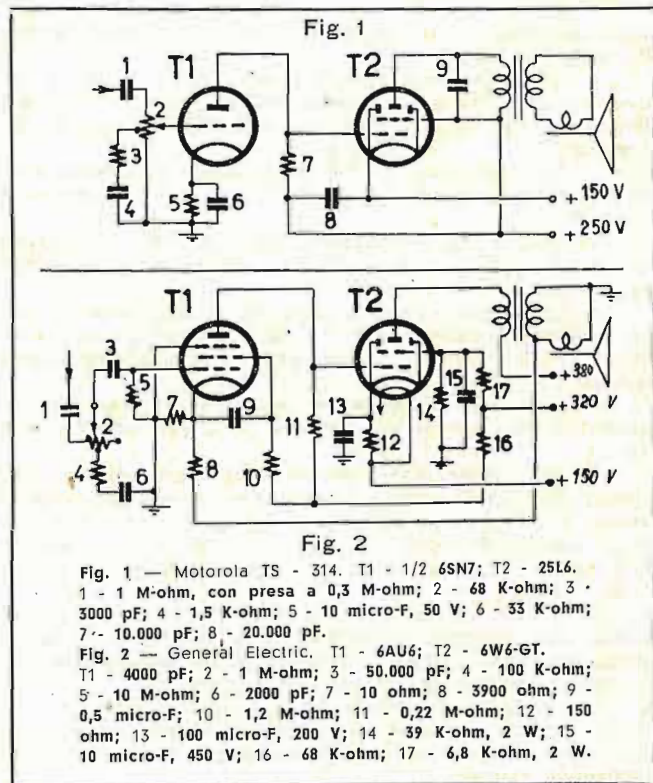 Fig. 1
1 T1 T2 9
2
3 7
4 5 6 8 + 150 V
+ 250 V
T1 T2
3
1 5 15 17 + 380
2 7 9 13 14 + 320 V
4 6 8 10 11 12 16 + 150 V
Fig. 2
Fig. 1 — Motorola TS - 314. T1 - 1/2 6SN7; T2 - 25L6.
1 - 1 M-ohm, con presa a 0,3 M-ohm; 2 - 68 K-ohm; 3 -
3000 pF; 4 - 1,5 K-ohm; 5 - 10 micro-F, 50 V; 6 - 33 K-ohm;
7 - 10.000 pF; 8 - 20.000 pF.
Fig. 2 — General Electric. T1 - 6AU6; T2 - 6W6-GT.
T1 - 4000 pF; 2 - 1 M-ohm; 3 - 50.000 pF; 4 - 100 K-ohm;
5 - 10 M-ohm; 6 - 2000 pF; 7 - 10 ohm; 8 - 3900 ohm; 9 -
0,5 micro-F; 10 - 1,2 M-ohm; 11 - 0,22 M-ohm; 12 - 150
ohm; 13 - 100 micro-F, 200 V; 14 - 39 K-ohm, 2 W; 15 -
10 micro-F, 450 V; 16 - 68 K-ohm; 17 - 6,8 K-ohm, 2 W.